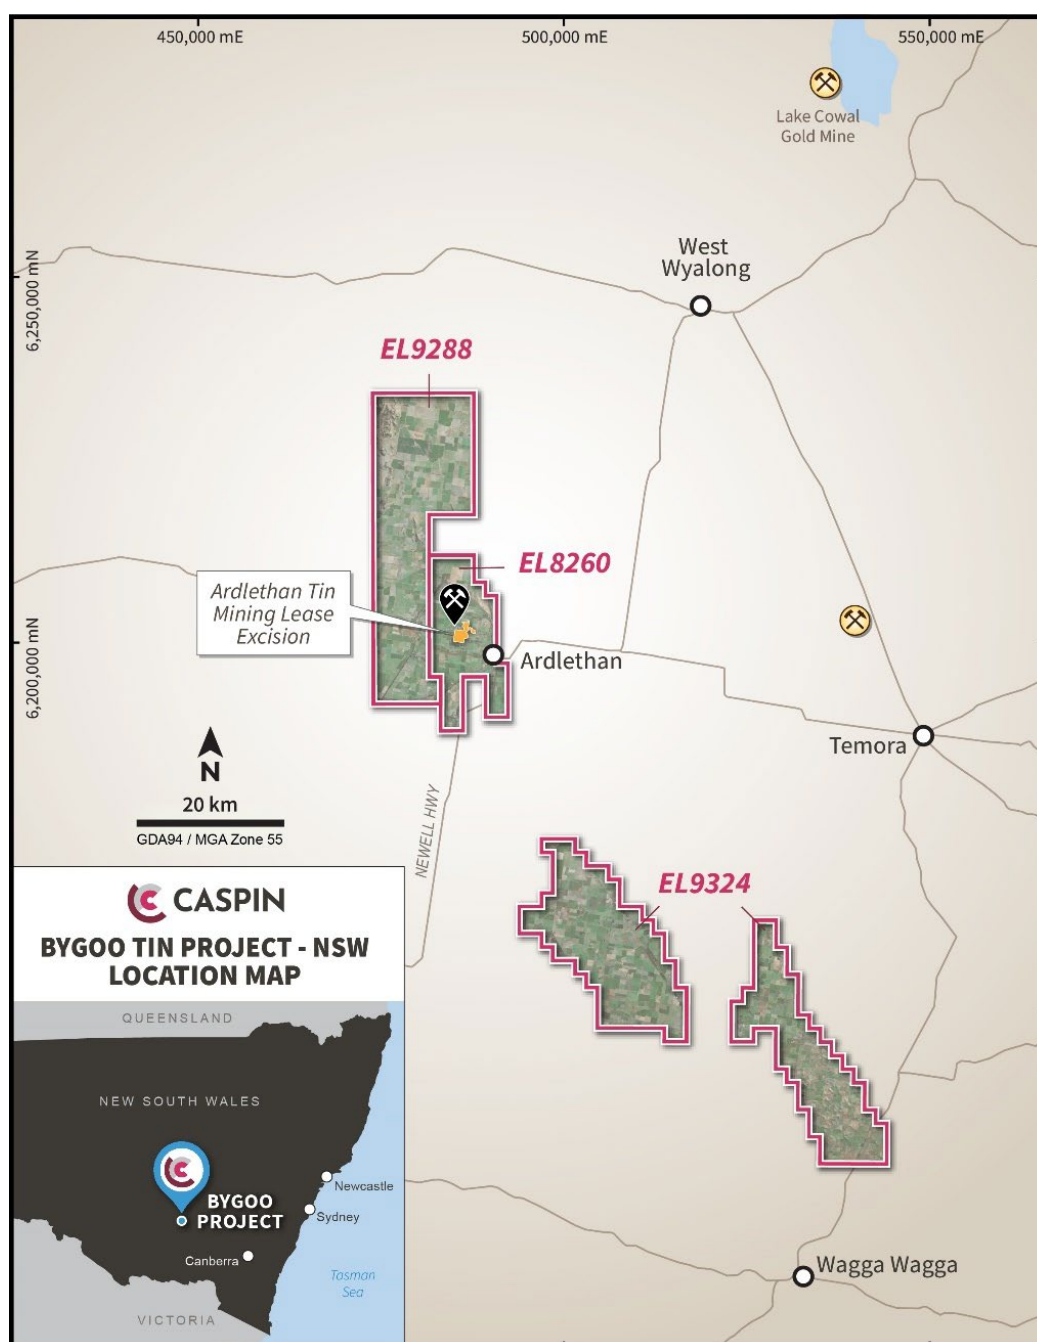 450,000 mE
500,000 mE
550,000 mE
Lake Cowal
Gold Mine
6,250,000 mN
West
Wyalong
EL9288
EL8260
Ardlethan Tin
Mining Lease
Excision
Ardlethan
6,200,000 mN
Temora
N
20 km
GDA94 / MGA Zone 55
NEWELL HWY
EL9324
CASPIN
BYGOO TIN PROJECT - NSW
LOCATION MAP
QUEENSLAND
NEW SOUTH WALES
BYGOO
PROJECT
Newcastle
Sydney
Canberra
Tasman
Sea
VICTORIA
Wagga Wagga